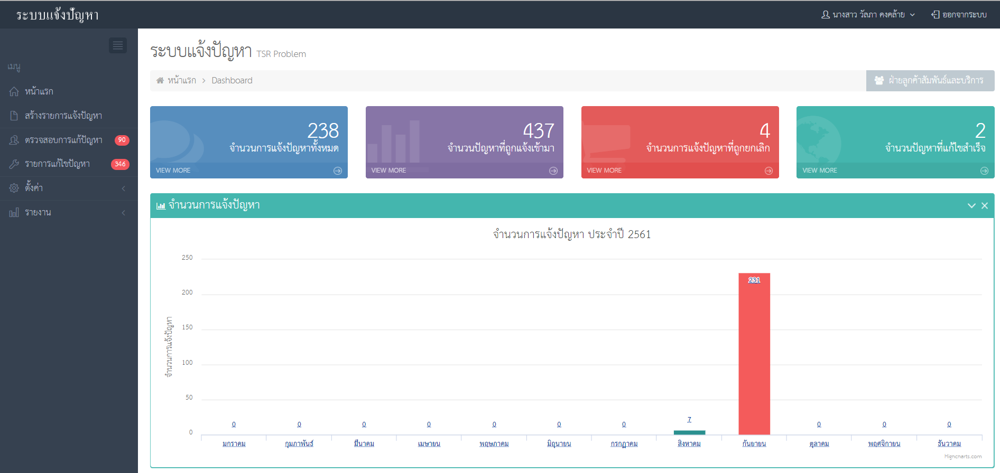 ระบบแจ้งปัญหา
นางสาว วัลภา คงคล้าย
ออกจากระบบ
เมนู
หน้าแรก
สร้างรายการแจ้งปัญหา
ตรวจสอบการแก้ปัญหา 90
รายการแก้ไขปัญหา 346
ตั้งค่า
รายงาน
ระบบแจ้งปัญหา TSR Problem
หน้าแรก > Dashboard
ฝ่ายลูกค้าสัมพันธ์และบริการ
238
จำนวนการแจ้งปัญหาทั้งหมด
VIEW MORE
437
จำนวนปัญหาที่ถูกแจ้งเข้ามา
VIEW MORE
4
จำนวนการแจ้งปัญหาที่ถูกยกเลิก
VIEW MORE
2
จำนวนปัญหาที่แก้ไขสำเร็จ
VIEW MORE
จำนวนการแจ้งปัญหา
จำนวนการแจ้งปัญหา ประจำปี 2561
จำนวนการแจ้งปัญหา
250
200
150
100
50
0
0 0 0 0 0 0 0 7 231 0 0 0
มกราคม กุมภาพันธ์ มีนาคม เมษายน พฤษภาคม มิถุนายน กรกฎาคม สิงหาคม กันยายน ตุลาคม พฤศจิกายน ธันวาคม
Highcharts.com